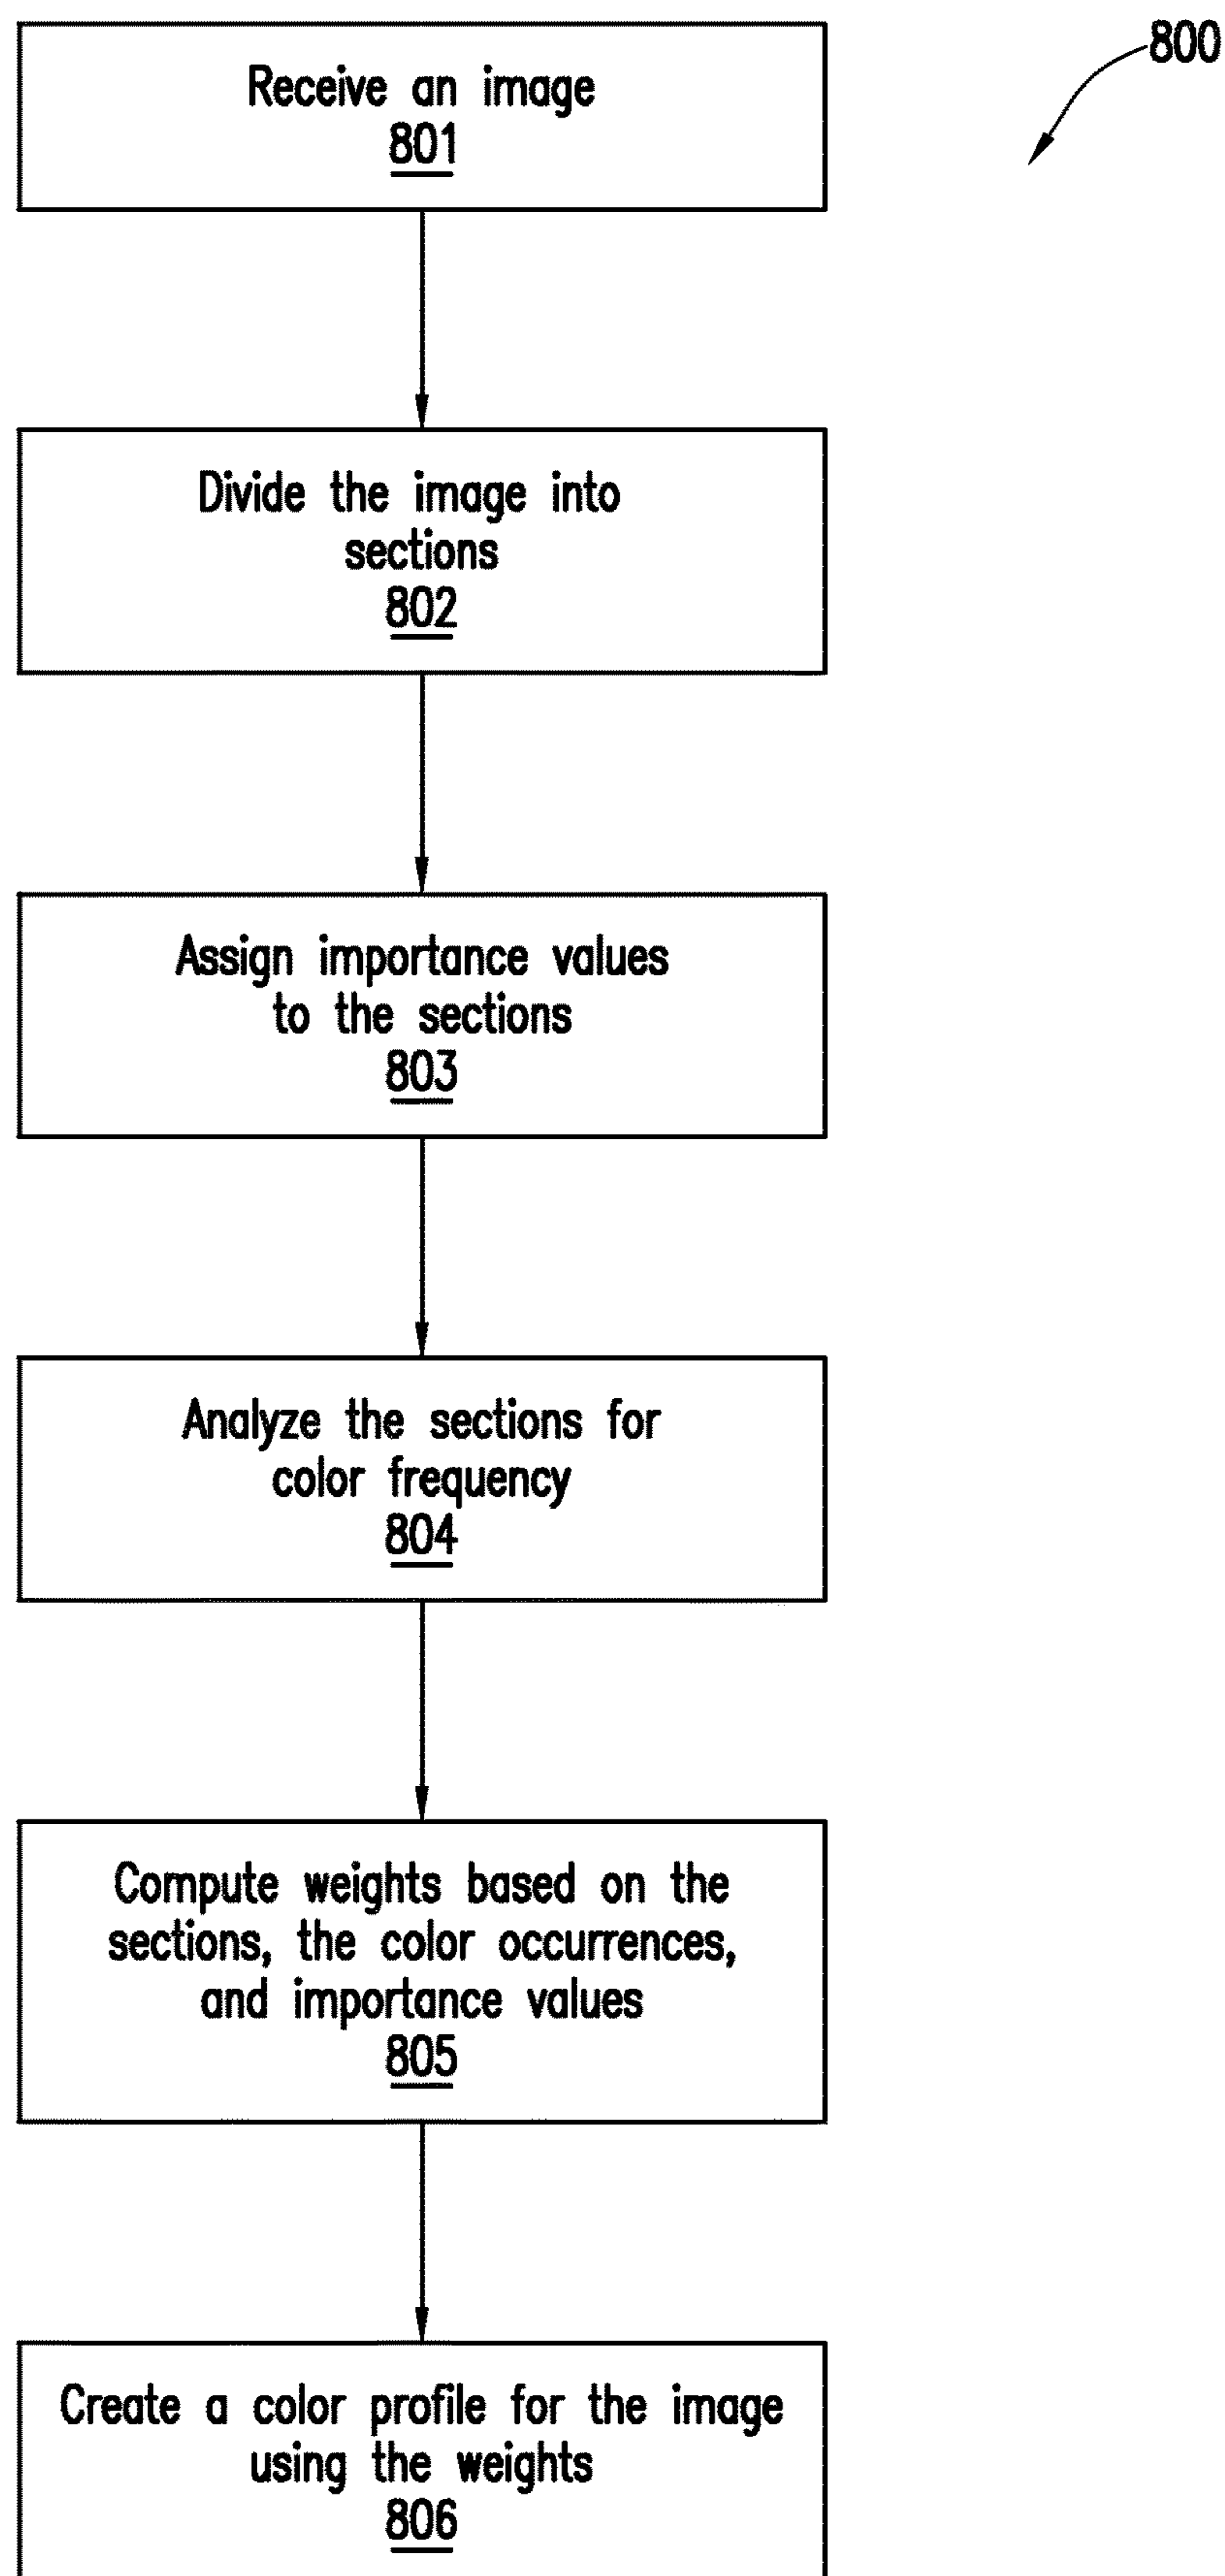 800
Receive an image
801
Divide the image into
sections
802
Assign importance values
to the sections
803
Analyze the sections for
color frequency
804
Compute weights based on the
sections, the color occurrences,
and importance values
805
Create a color profile for the image
using the weights
806